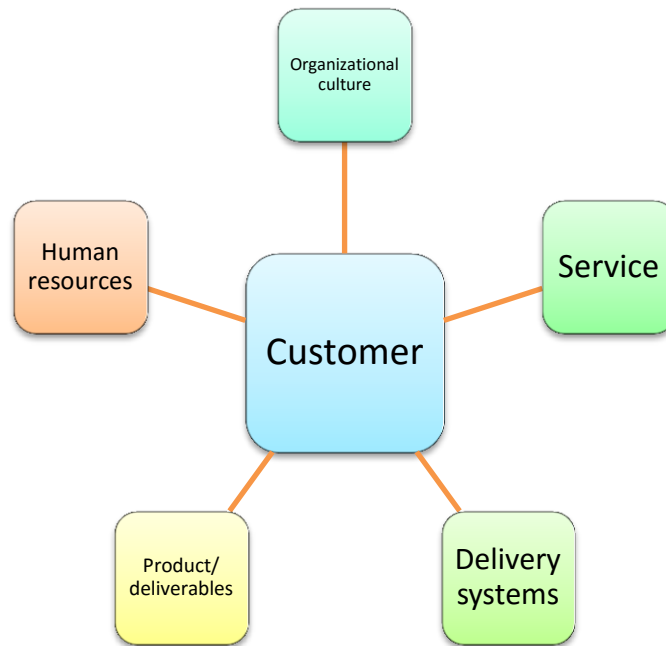 Organizational
culture
Human
resources
Service
Customer
Product/
deliverables
Delivery
systems